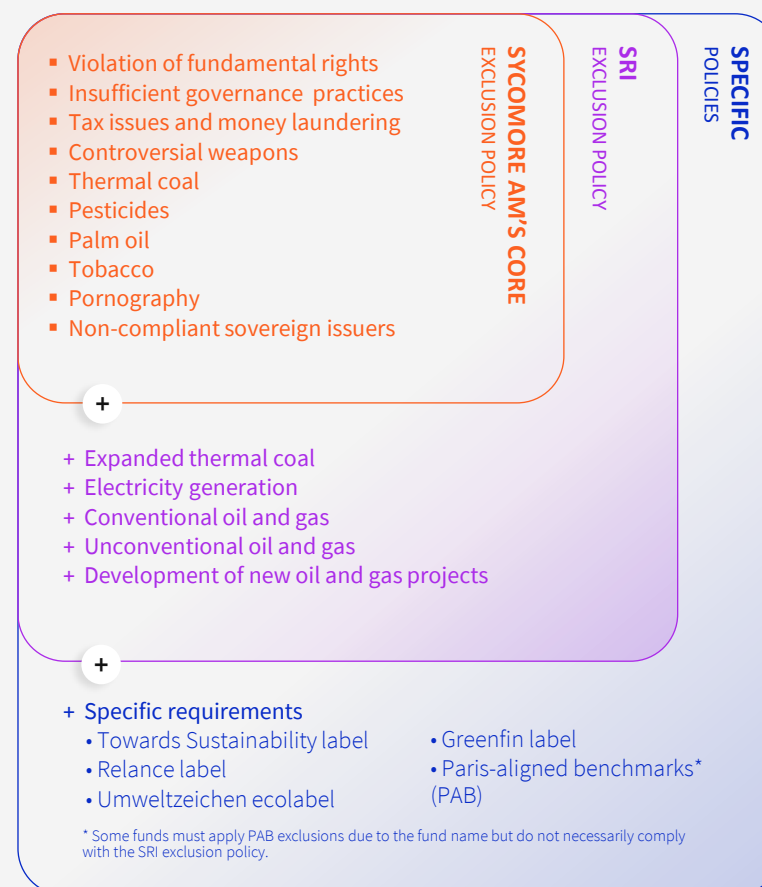 ▪ Violation of fundamental rights
▪ Insufficient governance practices
▪ Tax issues and money laundering
▪ Controversial weapons
▪ Thermal coal
▪ Pesticides
▪ Palm oil
▪ Tobacco
▪ Pornography
▪ Non-compliant sovereign issuers
SYCOMORE AM'S CORE
EXCLUSION POLICY
SRI
EXCLUSION POLICY
SPECIFIC
POLICIES
+
+ Expanded thermal coal
+ Electricity generation
+ Conventional oil and gas
+ Unconventional oil and gas
+ Development of new oil and gas projects
+
+ Specific requirements
• Towards Sustainability label
• Relance label
• Umweltzeichen ecolabel
• Greenfin label
• Paris-aligned benchmarks*
(PAB)
* Some funds must apply PAB exclusions due to the fund name but do not necessarily comply
with the SRI exclusion policy.